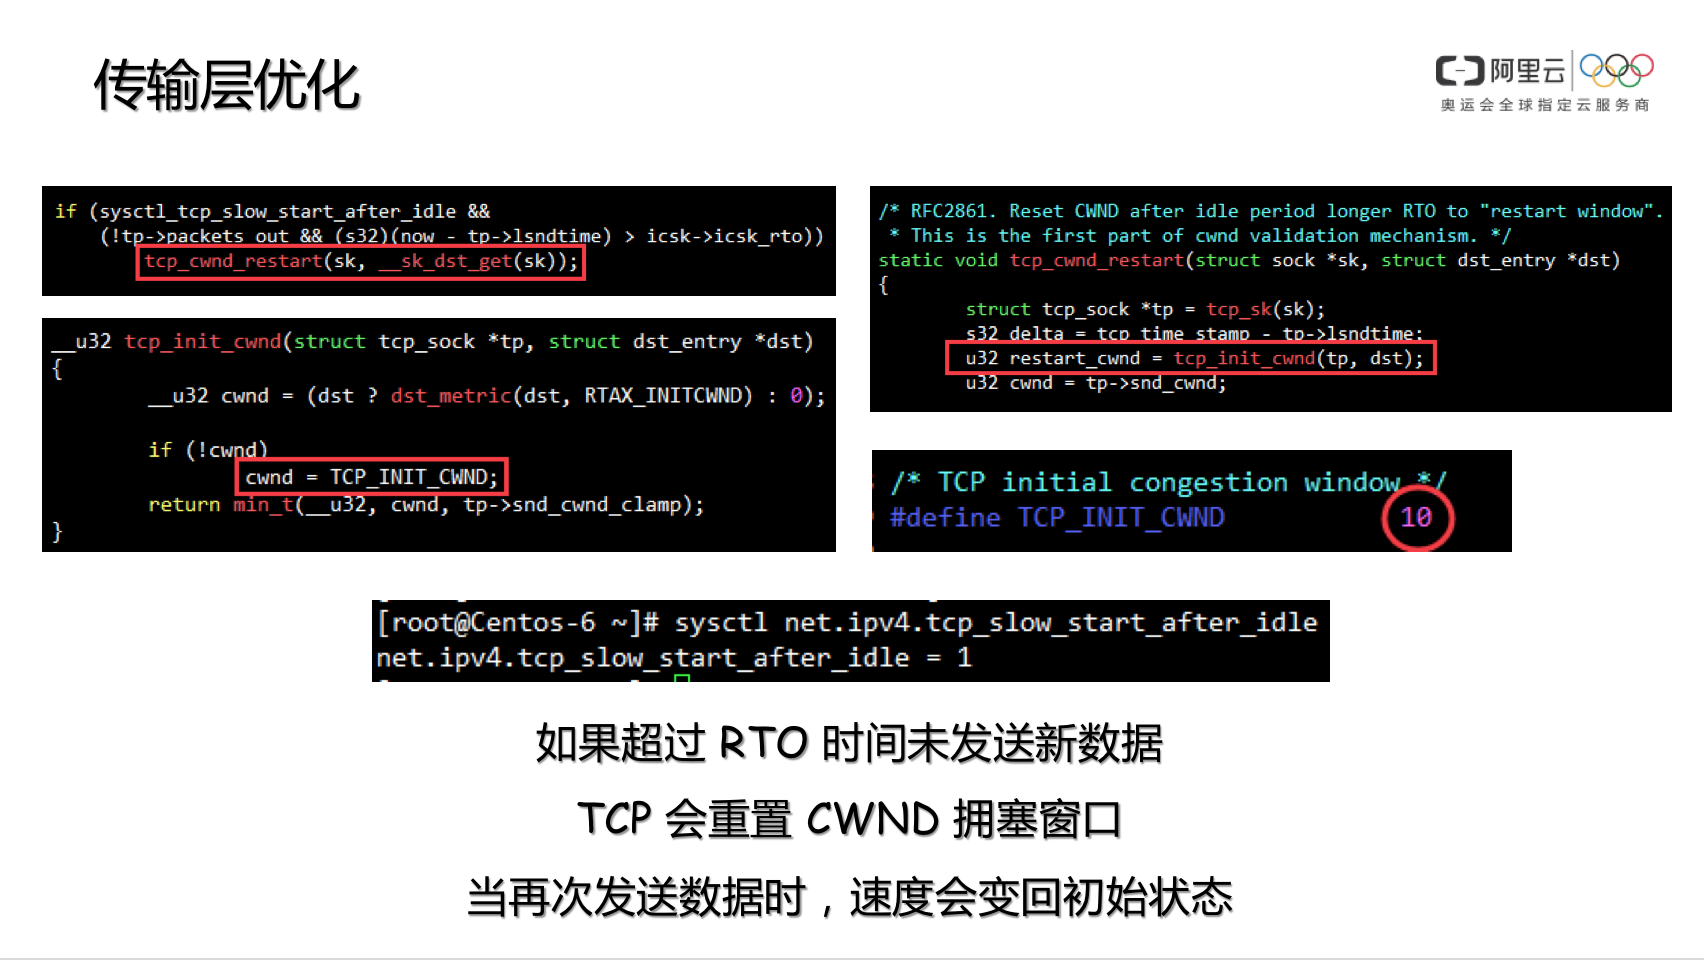 传输层优化
阿里云
奥运会全球指定云服务商
if (sysctl_tcp_slow_start_after_idle &&
(!tp->packets_out && (s32)(now - tp->lsndtime) > icsk->icsk_rto))
tcp_cwnd_restart(sk, __sk_dst_get(sk));
__u32 tcp_init_cwnd(struct tcp_sock *tp, struct dst_entry *dst)
{
__u32 cwnd = (dst ? dst_metric(dst, RTAX_INITCWND) : 0);
if (!cwnd)
cwnd = TCP_INIT_CWND;
return min_t(__u32, cwnd, tp->snd_cwnd_clamp);
}
/* RFC2861. Reset CWND after idle period longer RTO to "restart window".
* This is the first part of cwnd validation mechanism. */
static void tcp_cwnd_restart(struct sock *sk, struct dst_entry *dst)
{
struct tcp_sock *tp = tcp_sk(sk);
s32 delta = tcp_time_stamp - tp->lsndtime;
u32 restart_cwnd = tcp_init_cwnd(tp, dst);
u32 cwnd = tp->snd_cwnd;
/* TCP initial congestion window */
#define TCP_INIT_CWND 10
[root@Centos-6 ~]# sysctl net.ipv4.tcp_slow_start_after_idle
net.ipv4.tcp_slow_start_after_idle = 1
如果超过 RTO 时间未发送新数据
TCP 会重置 CWND 拥塞窗口
当再次发送数据时，速度会变回初始状态